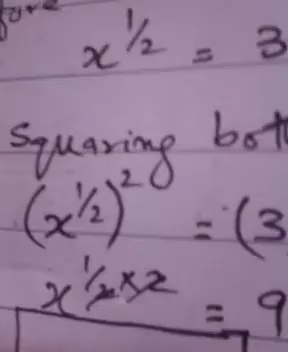 x^1/2 = 3
Squaring bot
(x^1/2)^2 = (3
x^1/2×2 = 9